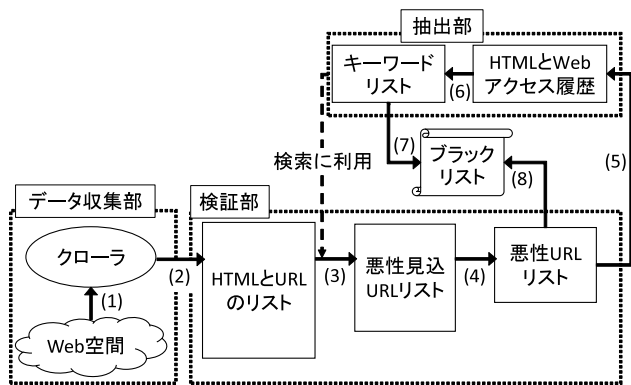 抽出部
キーワード
リスト
HTMLとWeb
アクセス履歴
(6)
(7)
ブラック
リスト
(8)
(5)
検索に利用
データ収集部
検証部
クローラ
(1)
Web空間
(2)
HTMLとURL
のリスト
(3)
悪性見込
URLリスト
(4)
悪性URL
リスト